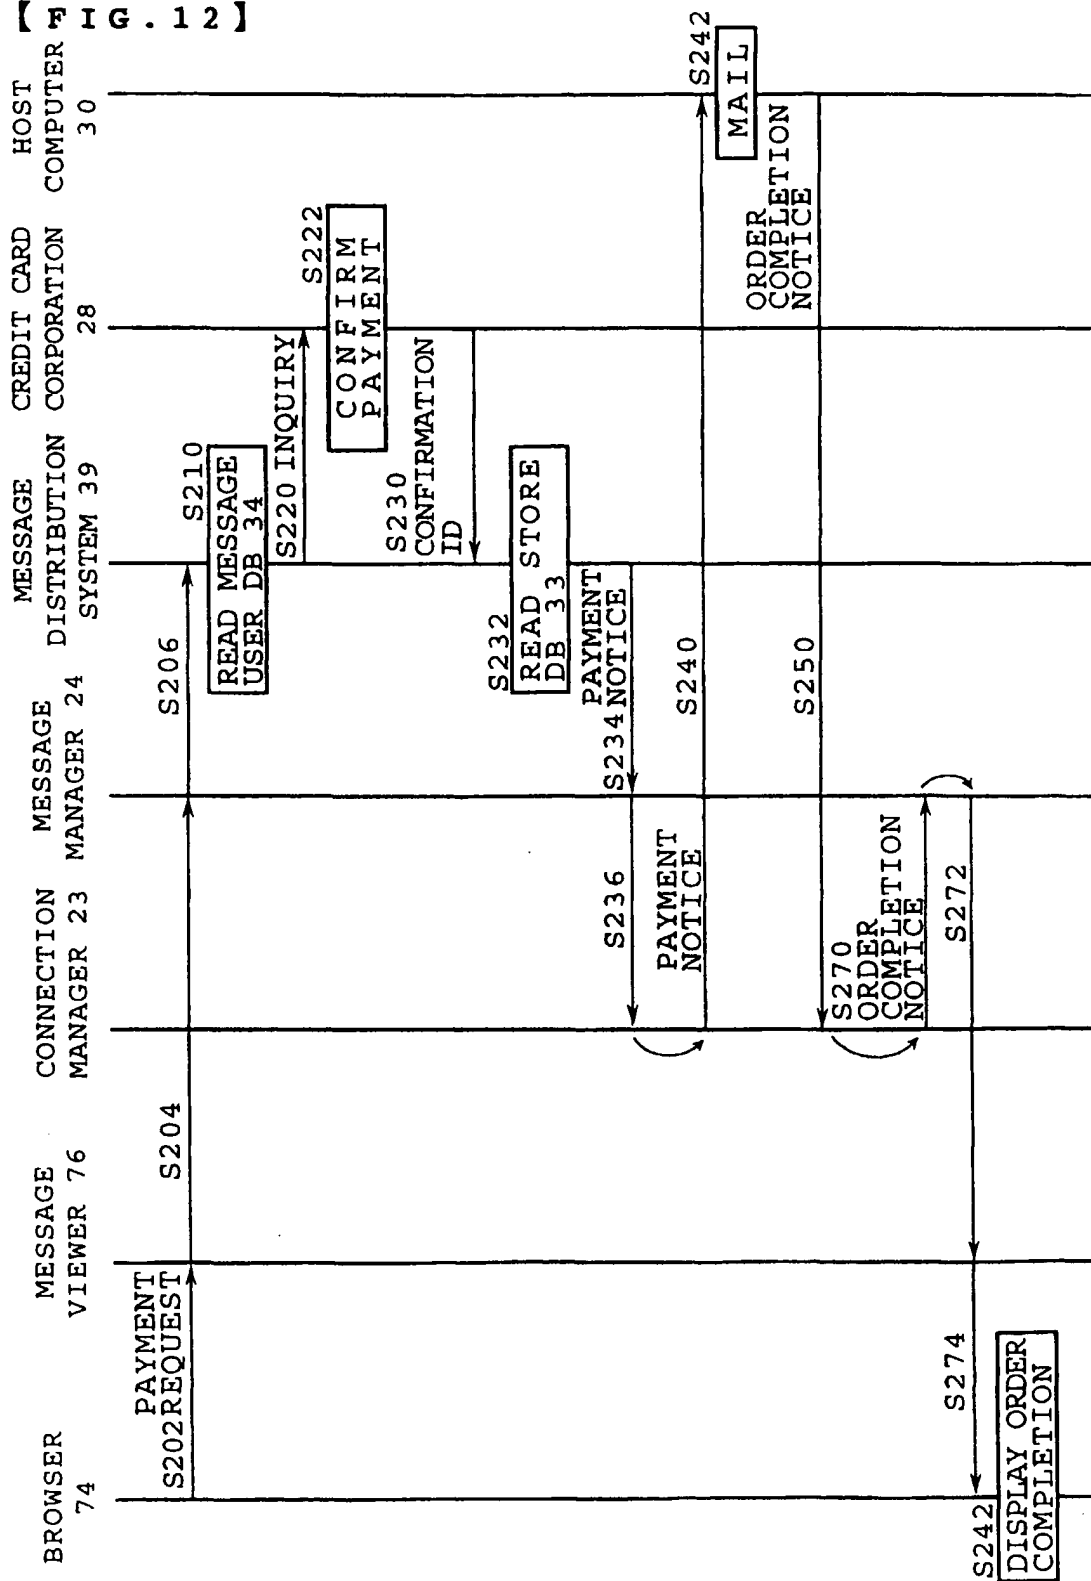 【FIG.12】
BROWSER
74
MESSAGE
VIEWER 76
CONNECTION
MANAGER 23
MESSAGE
MANAGER 24
MESSAGE
DISTRIBUTION
SYSTEM 39
CREDIT CARD
CORPORATION
28
HOST
COMPUTER
30
PAYMENT
S202 REQUEST
S204
S206
S210
READ MESSAGE
USER DB 34
S220 INQUIRY
S222
CONFIRM
PAYMENT
S230
CONFIRMATION
ID
S232
READ STORE
DB 33
PAYMENT
S234 NOTICE
S236
PAYMENT
NOTICE
S240
S242
MAIL
ORDER
COMPLETION
NOTICE
S250
S270
ORDER
COMPLETION
NOTICE
S272
S274
S242
DISPLAY ORDER
COMPLETION